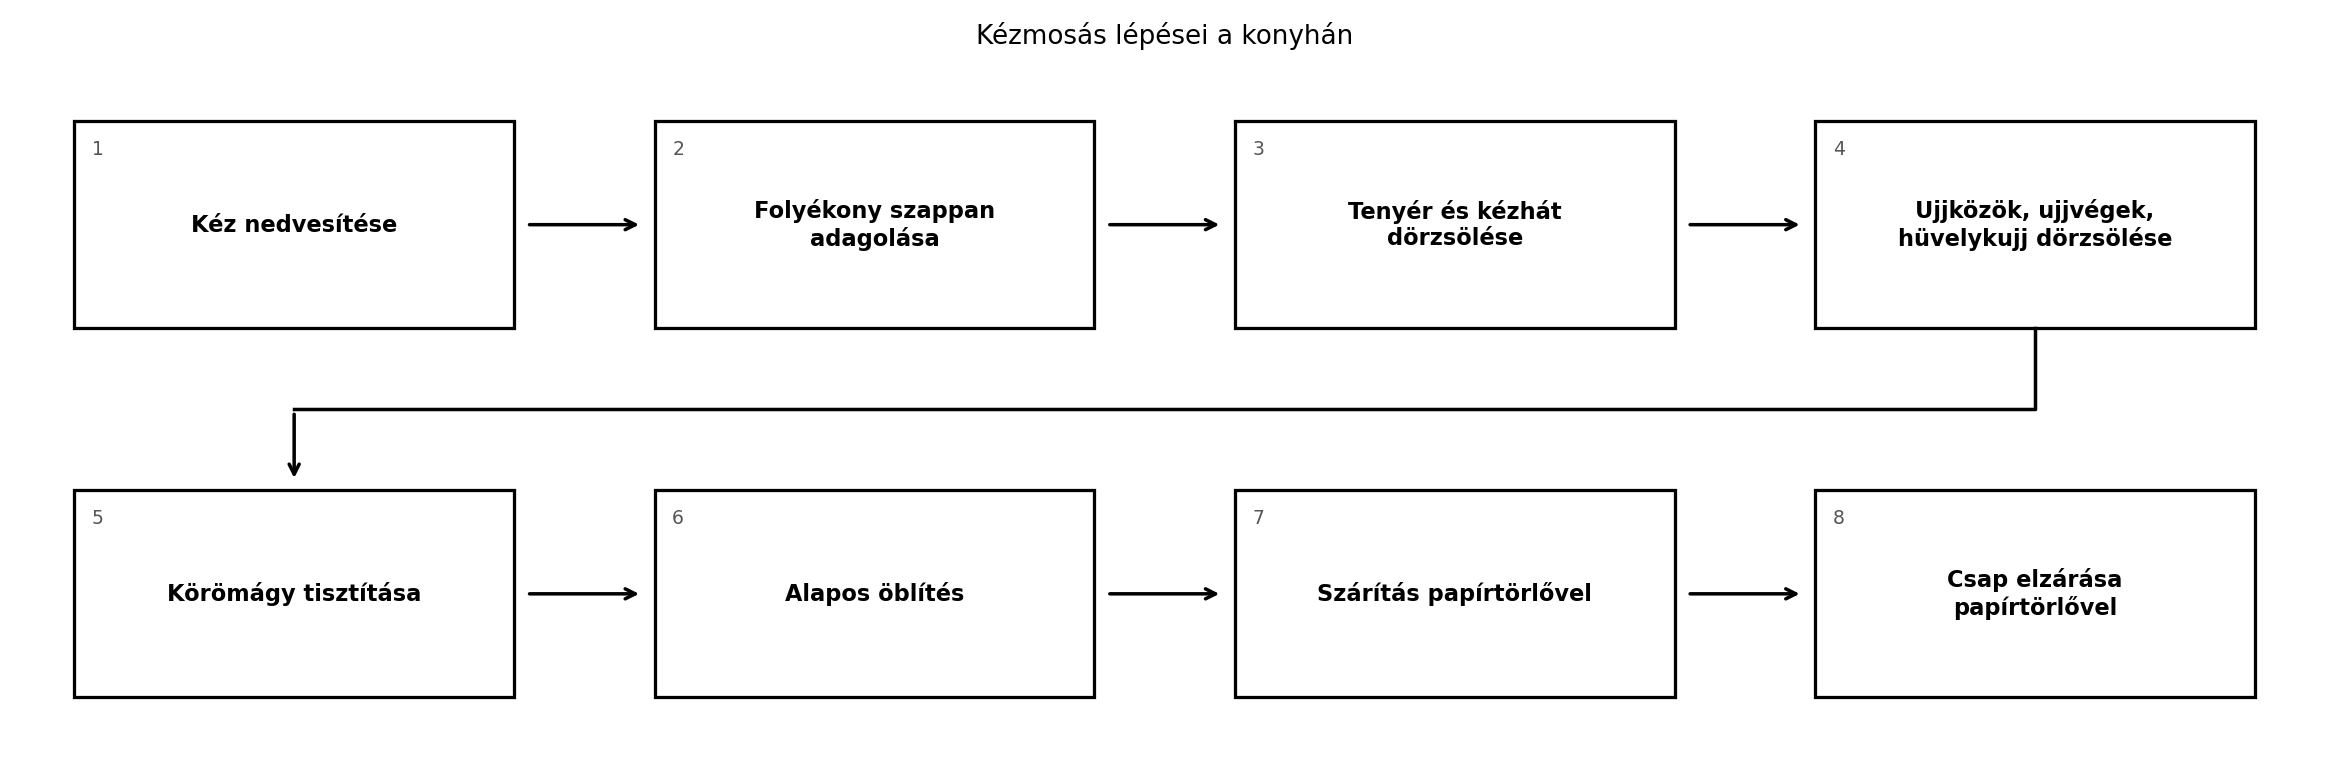 Kézmosás lépései a konyhán
1
Kéz nedvesítése
2
Folyékony szappan
adagolása
3
Tenyér és kézhát
dörzsölése
4
Ujjközök, ujjvégek,
hüvelykujj dörzsölése
5
Körömágy tisztítása
6
Alapos öblítés
7
Szárítás papírtörlővel
8
Csap elzárása
papírtörlővel